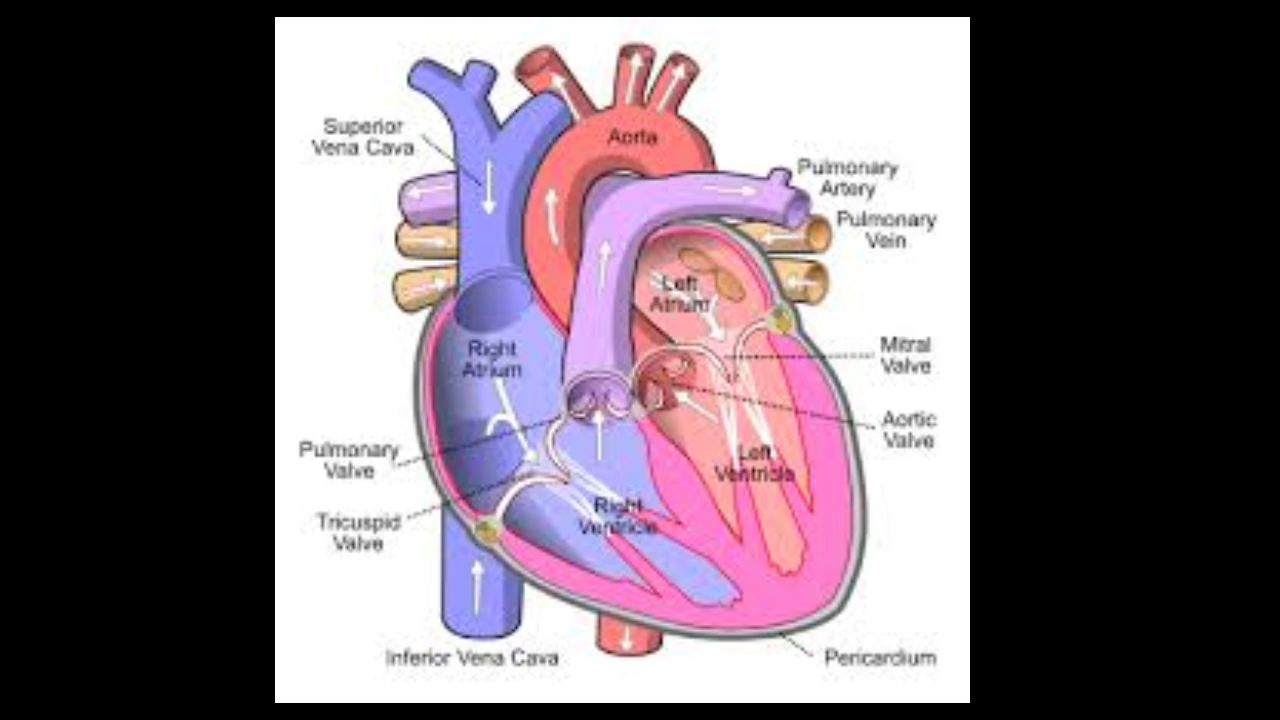 Aorta
Superior
Vena Cava
Pulmonary
Artery
Pulmonary
Vein
Left
Atrium
Right
Atrium
Mitral
Valve
Aortic
Valve
Pulmonary
Valve
Left
Ventricle
Right
Ventricle
Tricuspid
Valve
Inferior Vena Cava
Pericardium